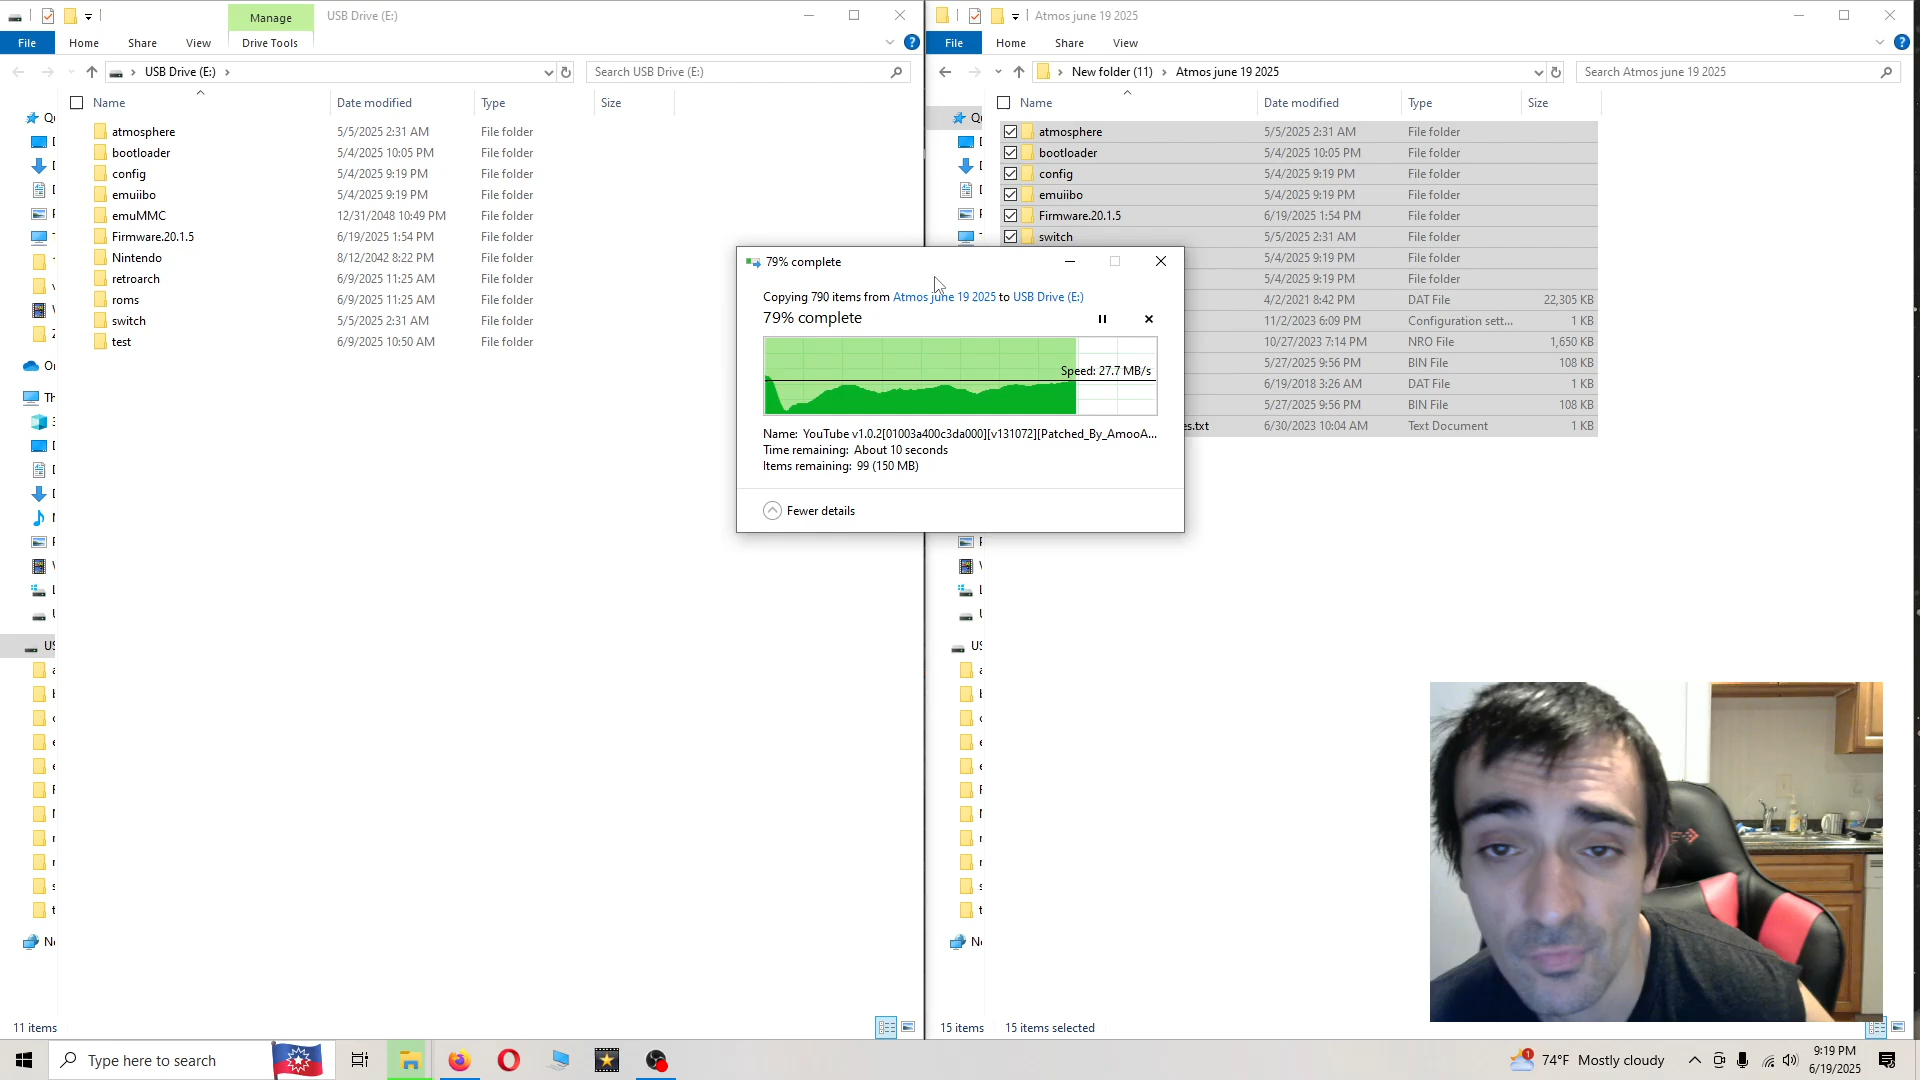 Manage
USB Drive (E:)
File
Home
Share
View
Drive Tools
USB Drive (E:)
Search USB Drive (E:)
Name
Date modified
Type
Size
atmosphere 5/5/2025 2:31 AM File folder
bootloader 5/4/2025 10:05 PM File folder
config 5/4/2025 9:19 PM File folder
emuiibo 5/4/2025 9:19 PM File folder
emuMMC 12/31/2048 10:49 PM File folder
Firmware.20.1.5 6/19/2025 1:54 PM File folder
Nintendo 8/12/2042 8:22 PM File folder
retroarch 6/9/2025 11:25 AM File folder
roms 6/9/2025 11:25 AM File folder
switch 5/5/2025 2:31 AM File folder
test 6/9/2025 10:50 AM File folder
11 items
Atmos june 19 2025
File
Home
Share
View
New folder (11)
Atmos june 19 2025
Search Atmos june 19 2025
Name
Date modified
Type
Size
atmosphere 5/5/2025 2:31 AM File folder
bootloader 5/4/2025 10:05 PM File folder
config 5/4/2025 9:19 PM File folder
emuiibo 5/4/2025 9:19 PM File folder
Firmware.20.1.5 6/19/2025 1:54 PM File folder
switch 5/5/2025 2:31 AM File folder
5/4/2025 9:19 PM File folder
5/4/2025 9:19 PM File folder
4/2/2021 8:42 PM DAT File 22,305 KB
11/2/2023 6:09 PM Configuration sett... 1 KB
10/27/2023 7:14 PM NRO File 1,650 KB
5/27/2025 9:56 PM BIN File 108 KB
6/19/2018 3:26 AM DAT File 1 KB
5/27/2025 9:56 PM BIN File 108 KB
es.txt 6/30/2023 10:04 AM Text Document 1 KB
15 items
15 items selected
79% complete
Copying 790 items from Atmos june 19 2025 to USB Drive (E:)
79% complete
Speed: 27.7 MB/s
Name: YouTube v1.0.2[01003a400c3da000][v131072][Patched_By_AmooA...
Time remaining: About 10 seconds
Items remaining: 99 (150 MB)
Fewer details
Type here to search
1
74°F Mostly cloudy
9:19 PM
6/19/2025